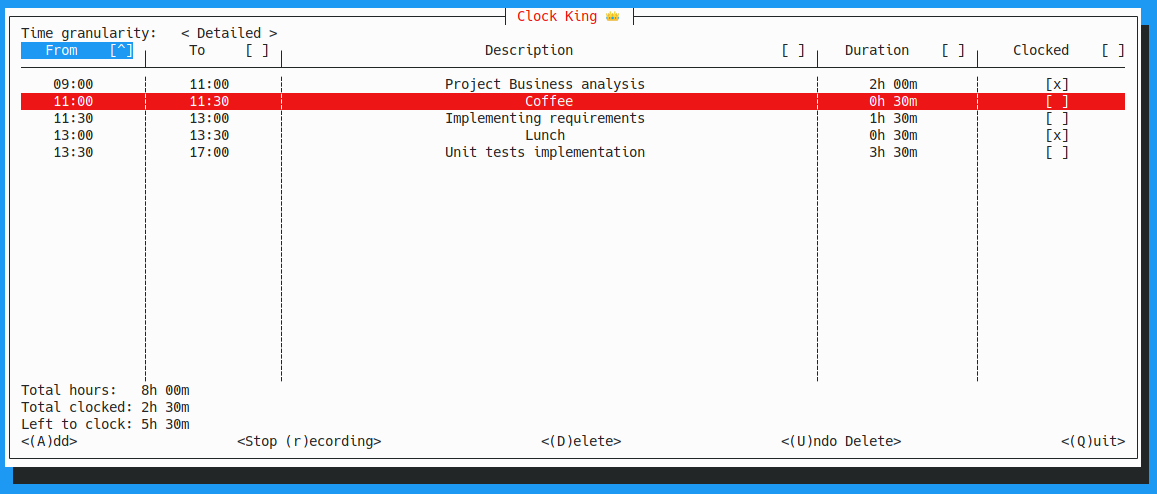 Clock King 👑
Time granularity: < Detailed >
From [^] To [ ] Description [ ] Duration [ ] Clocked [ ]
09:00 11:00 Project Business analysis 2h 00m [x]
11:00 11:30 Coffee 0h 30m [ ]
11:30 13:00 Implementing requirements 1h 30m [ ]
13:00 13:30 Lunch 0h 30m [x]
13:30 17:00 Unit tests implementation 3h 30m [ ]
Total hours: 8h 00m
Total clocked: 2h 30m
Left to clock: 5h 30m
<(A)dd> <Stop (r)ecording> <(D)elete> <(U)ndo Delete> <(Q)uit>